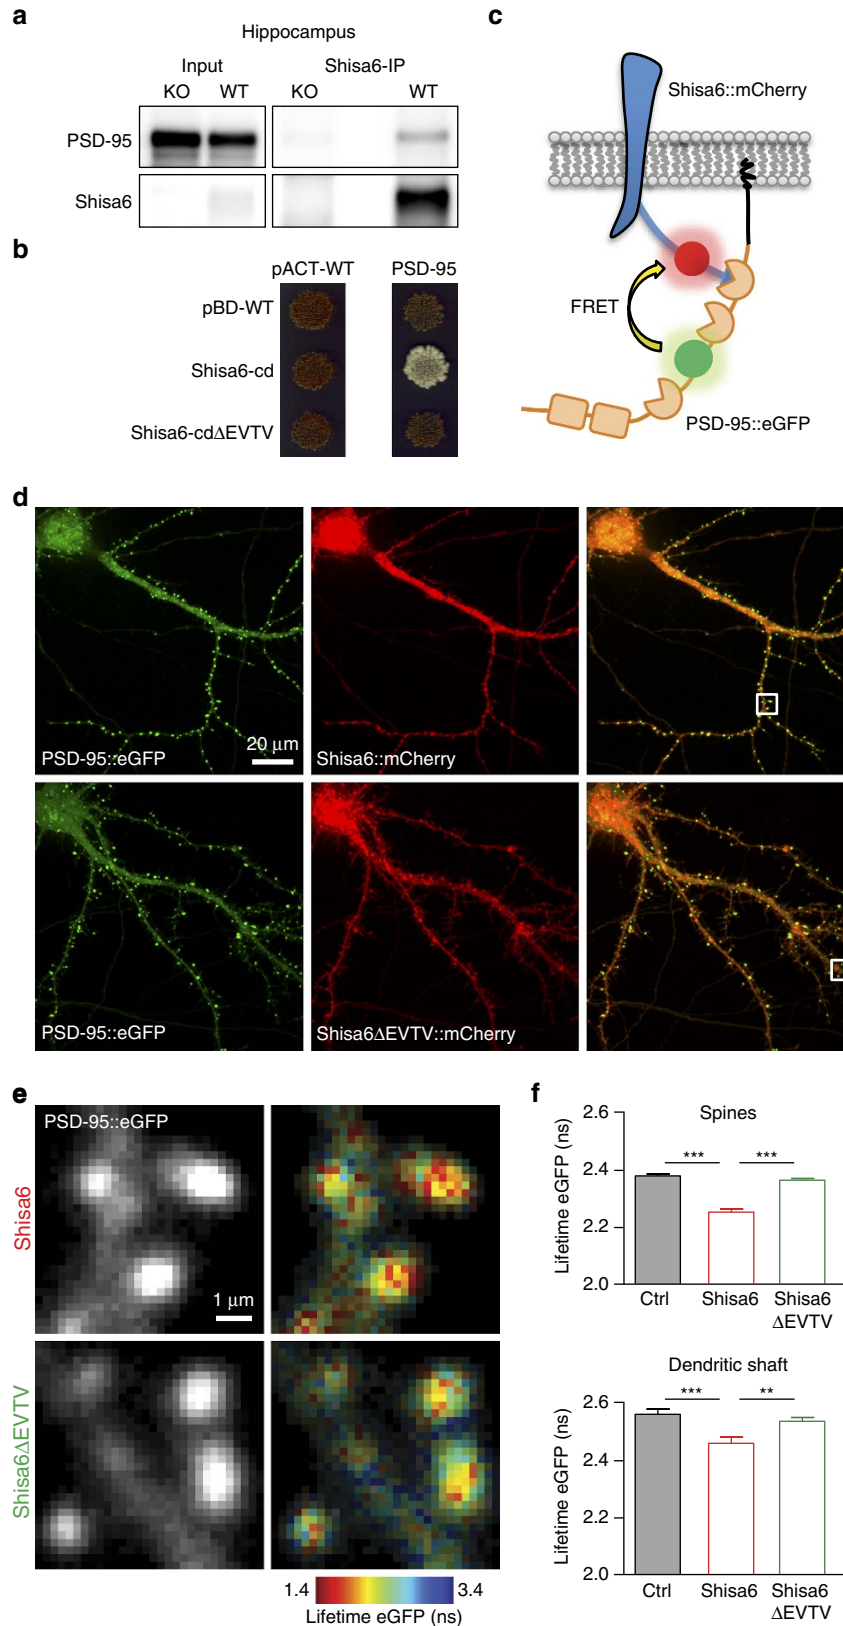 a
Hippocampus
Input
Shisa6-IP
KO
WT
KO
WT
PSD-95
Shisa6
b
pACT-WT
PSD-95
pBD-WT
Shisa6-cd
Shisa6-cdΔEVTV
c
Shisa6::mCherry
FRET
PSD-95::eGFP
d
PSD-95::eGFP
20 μm
Shisa6::mCherry
PSD-95::eGFP
Shisa6ΔEVTV::mCherry
e
PSD-95::eGFP
Shisa6
1 μm
Shisa6ΔEVTV
1.4
3.4
Lifetime eGFP (ns)
f
Spines
Lifetime eGFP (ns)
2.6
2.4
2.2
2.0
***
***
Ctrl
Shisa6
Shisa6
ΔEVTV
Dendritic shaft
Lifetime eGFP (ns)
2.6
2.4
2.2
2.0
***
**
Ctrl
Shisa6
Shisa6
ΔEVTV